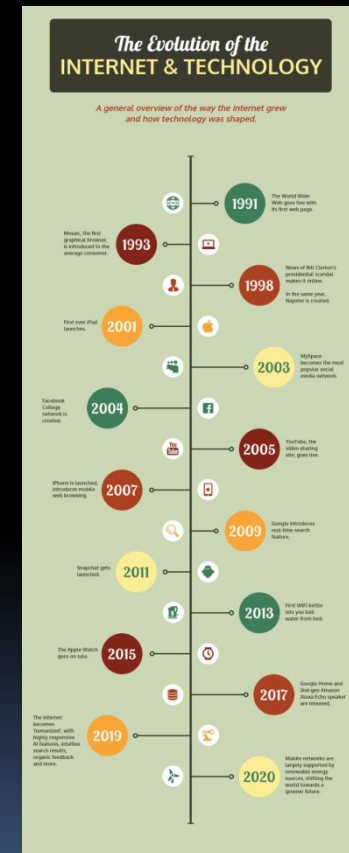 The Evolution of the
INTERNET & TECHNOLOGY
A general overview of the way the internet grew
and how technology was shaped.
1991
The World Wide
Web goes live with
its first web page.
Mosaic, the first
graphical browser,
is introduced to the
average consumer.
1993
1998
News of Bill Clinton's
presidential scandal
makes it online.
In the same year,
Napster is created.
First ever iPod
launches.
2001
2003
MySpace
becomes the most
popular social
media network.
Facebook
College
network is
created.
2004
You
Tube
2005
YouTube, the
video-sharing
site, goes live.
iPhone is launched,
introduces mobile
web browsing.
2007
2009
Google introduces
real-time search
feature.
Snapchat gets
launched.
2011
2013
First WiFi kettle
lets you boil
water from bed.
The Apple Watch
goes on sale.
2015
2017
Google Home and
2nd-gen Amazon
Alexa Echo speaker
are released.
The internet
becomes
'humanized', with
highly responsive
AI features, intuitive
search results,
organic feedback
and more.
2019
2020
Mobile networks are
largely supported by
renewable energy
sources, shifting the
world towards a
greener future.